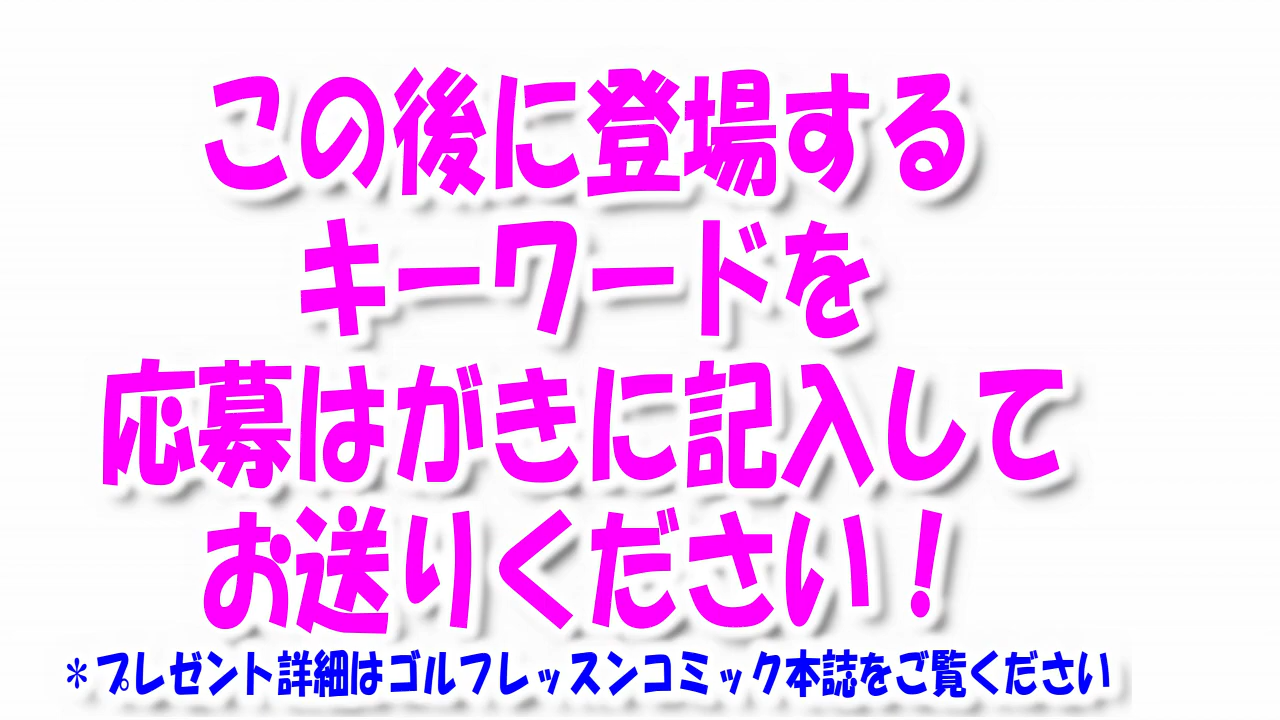 この後に登場する
キーワードを
応募はがきに記入して
お送りください！
＊プレゼント詳細はゴルフレッスンコミック本誌をご覧ください